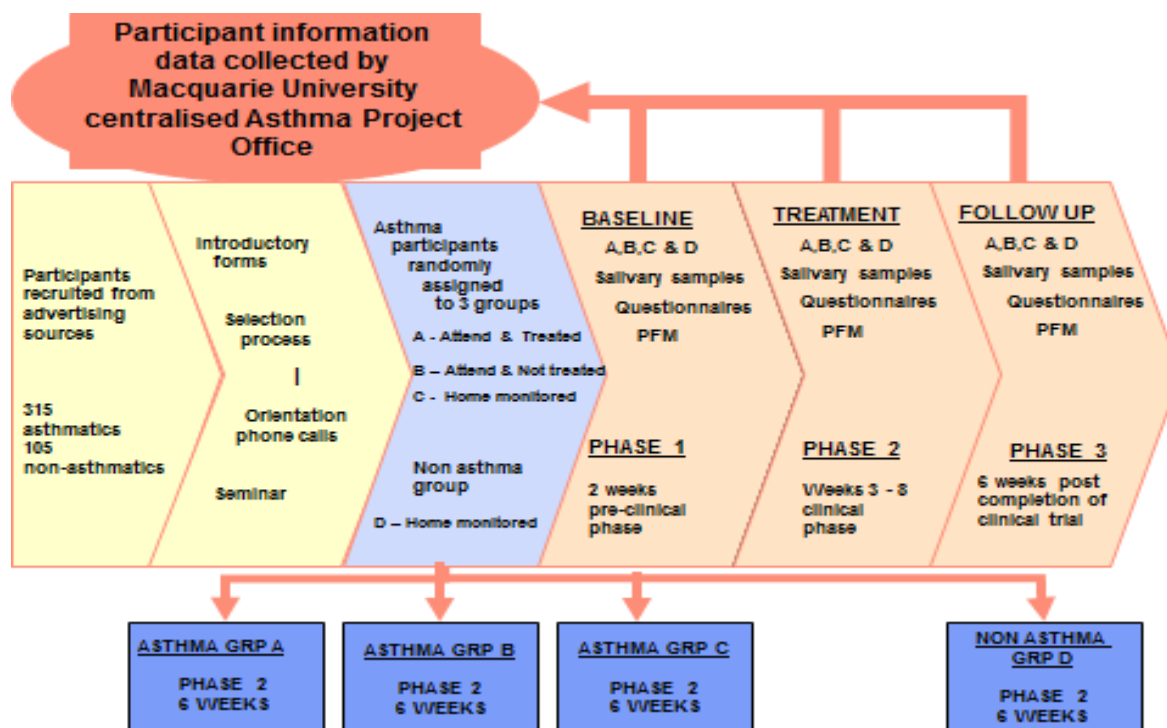 Participant information
data collected by
Macquarie University
centralised Asthma Project
Office
Participants
recruited from
advertising
sources
315
asthmatics
105
non-asthmatics
Introductory
forms
Selection
process
|
Orientation
phone calls
Seminar
Asthma
participants
randomly
assigned
to 3 groups
A - Attend & Treated
B – Attend & Not treated
C - Home monitored
Non asthma
group
D – Home monitored
BASELINE
A,B,C & D
Salivary samples
Questionnaires
PFM
PHASE 1
2 weeks
pre-clinical
phase
TREATMENT
A,B,C & D
Salivary samples
Questionnaires
PFM
PHASE 2
Weeks 3 - 8
clinical
phase
FOLLOW UP
A,B,C & D
Salivary samples
Questionnaires
PFM
PHASE 3
6 weeks post
completion of
clinical trial
ASTHMA GRP A
PHASE 2
6 WEEKS
ASTHMA GRP B
PHASE 2
6 WEEKS
ASTHMA GRP C
PHASE 2
6 WEEKS
NON ASTHMA
GRP D
PHASE 2
6 WEEKS